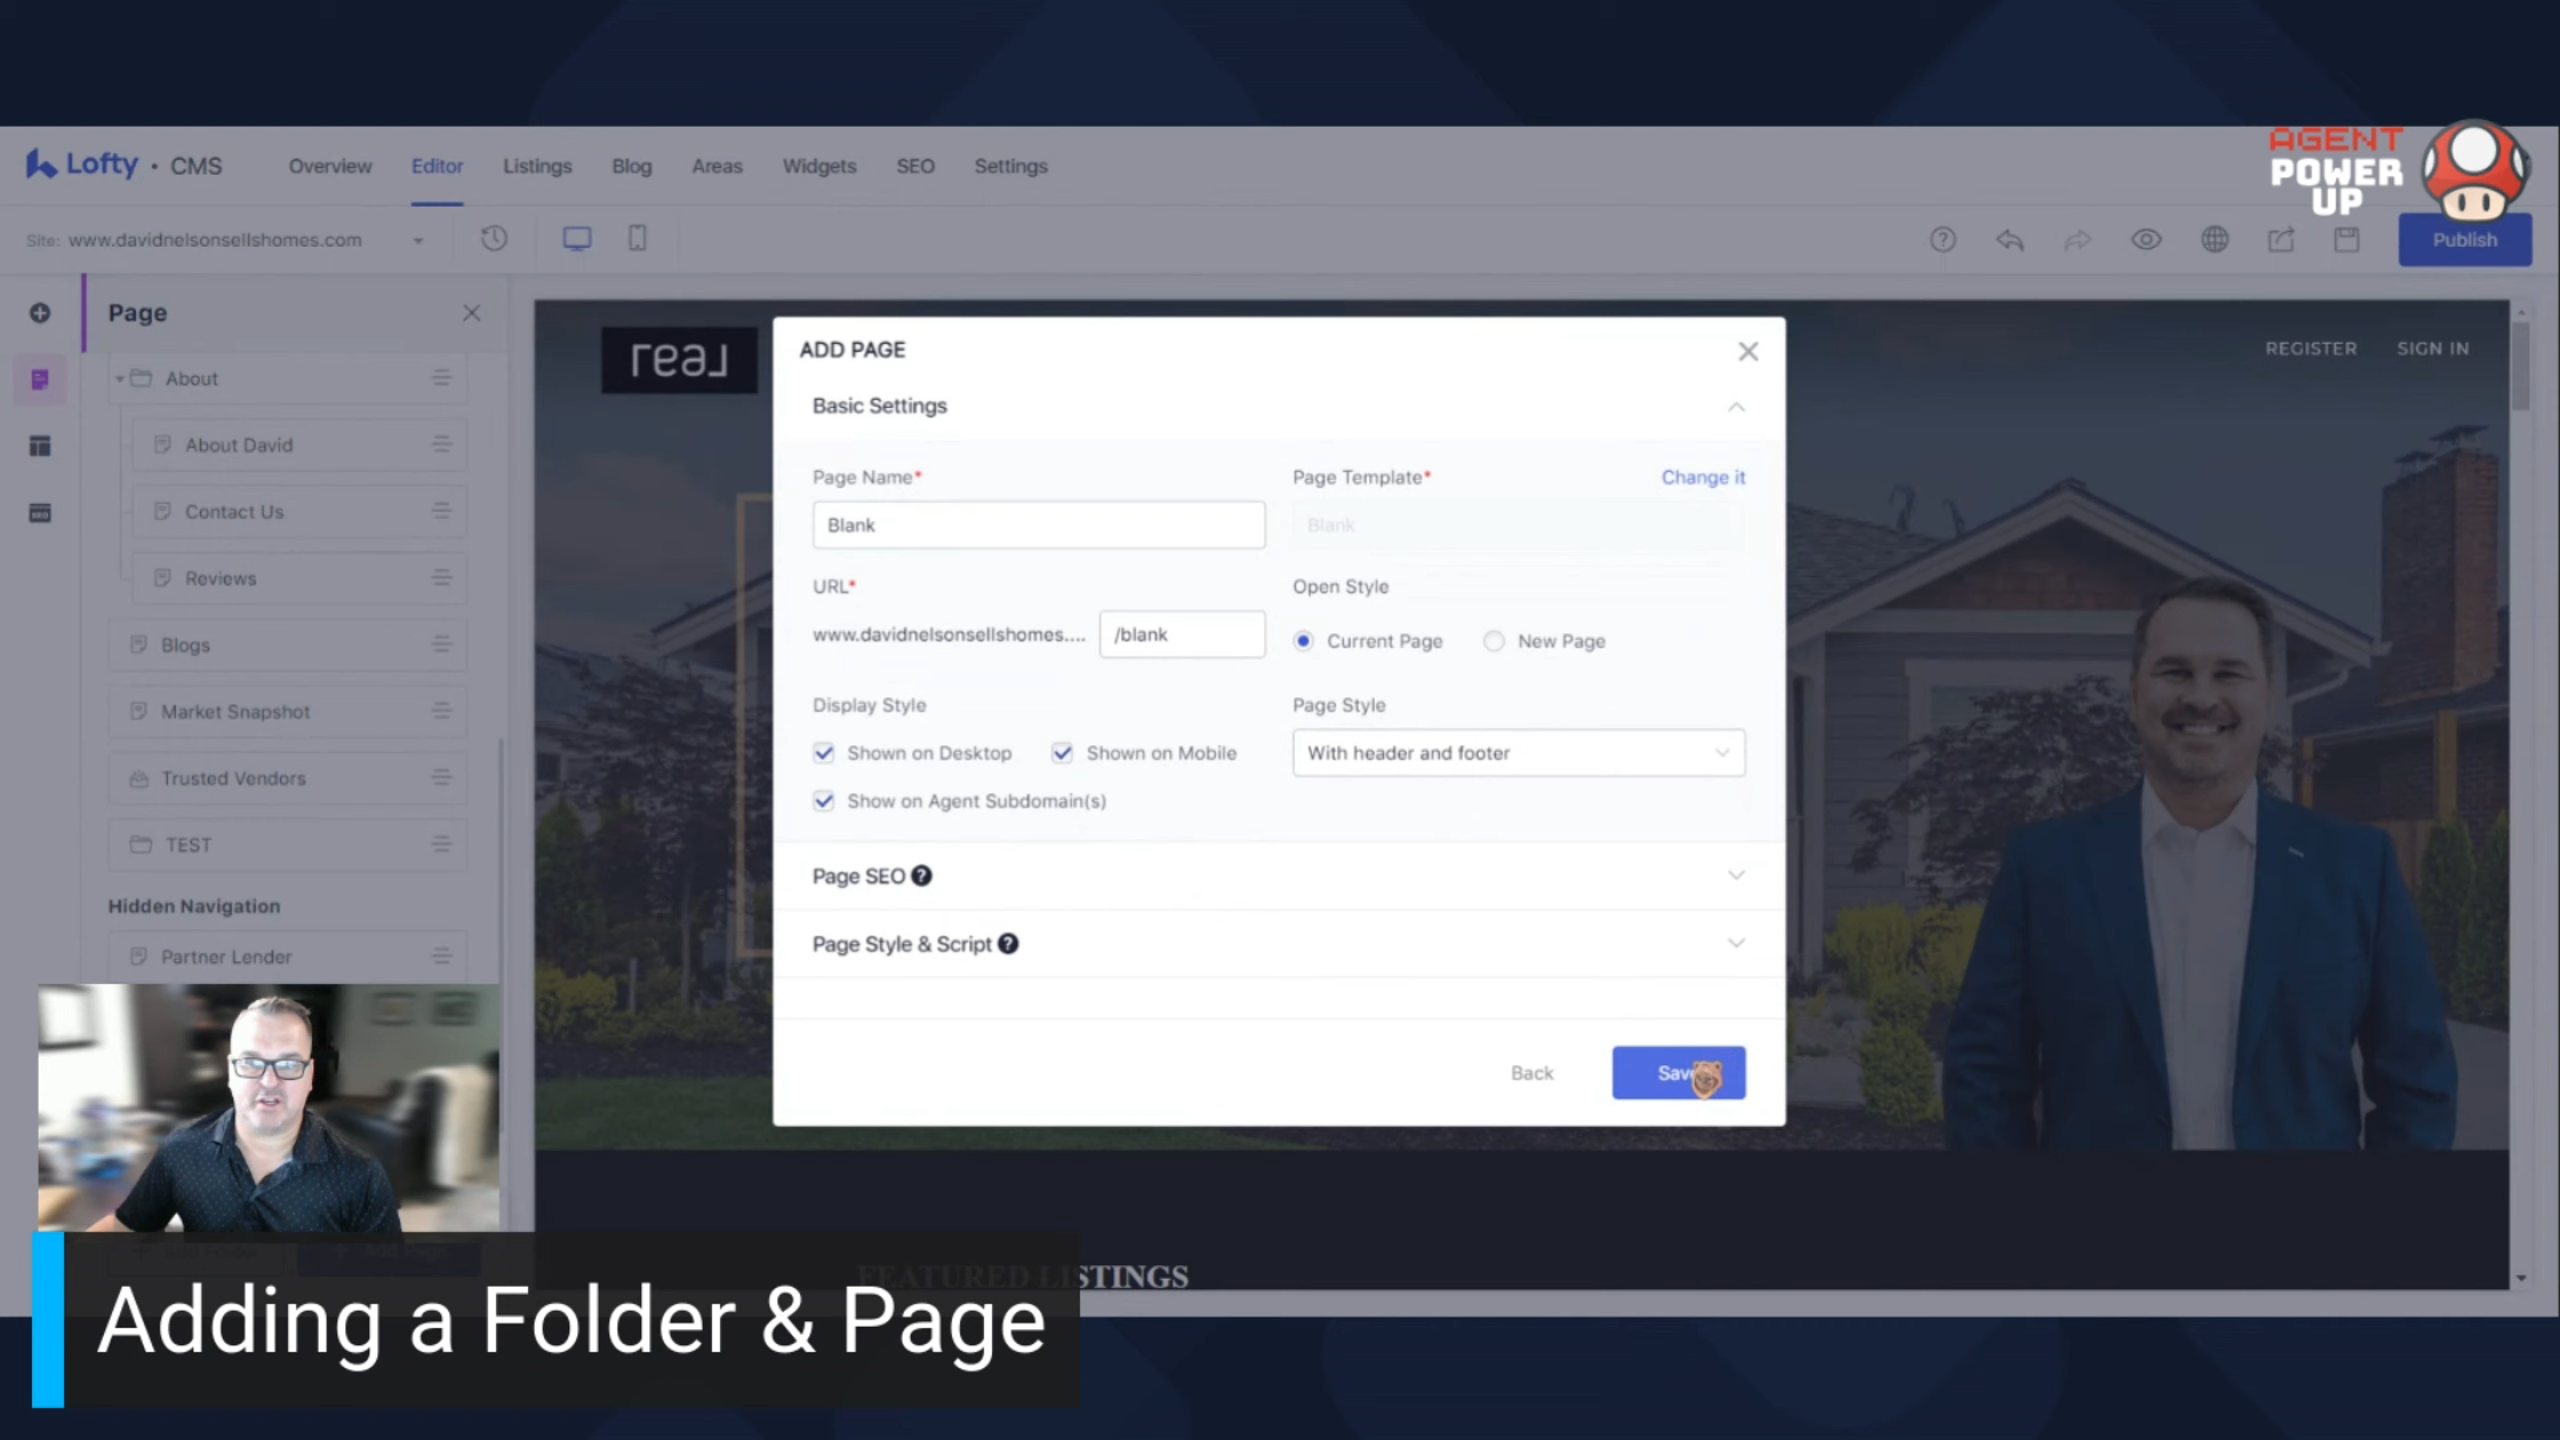 AGENT
POWER
UP
Lofty · CMS
Overview
Editor
Listings
Blog
Areas
Widgets
SEO
Settings
Site: www.davidnelsonsellshomes.com
Publish
Page
About
About David
Contact Us
Reviews
Blogs
Market Snapshot
Trusted Vendors
TEST
Hidden Navigation
Partner Lender
real
REGISTER
SIGN IN
ADD PAGE
Basic Settings
Page Name*
Blank
Page Template*
Change it
Blank
URL*
www.davidnelsonsellshomes....
/blank
Open Style
Current Page
New Page
Display Style
Shown on Desktop
Shown on Mobile
Show on Agent Subdomain(s)
Page Style
With header and footer
Page SEO ?
Page Style & Script ?
Back
Save
FEATURED LISTINGS
Adding a Folder & Page